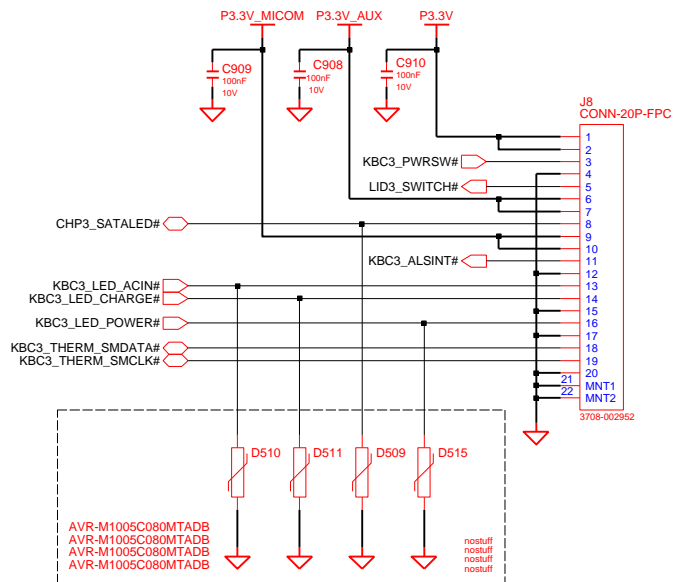 P3.3V_MICOM
P3.3V_AUX
P3.3V
C909
100nF
10V
C908
100nF
10V
C910
100nF
10V
J8
CONN-20P-FPC
1
2
KBC3_PWRSW#
3
4
LID3_SWITCH#
5
6
7
CHP3_SATALED#
8
9
10
KBC3_ALSINT#
11
12
KBC3_LED_ACIN#
13
KBC3_LED_CHARGE#
14
15
KBC3_LED_POWER#
16
17
KBC3_THERM_SMDATA#
18
KBC3_THERM_SMCLK#
19
20
21 MNT1
22 MNT2
3708-002952
D510
D511
D509
D515
AVR-M1005C080MTADB
AVR-M1005C080MTADB
AVR-M1005C080MTADB
AVR-M1005C080MTADB
nostuff
nostuff
nostuff
nostuff